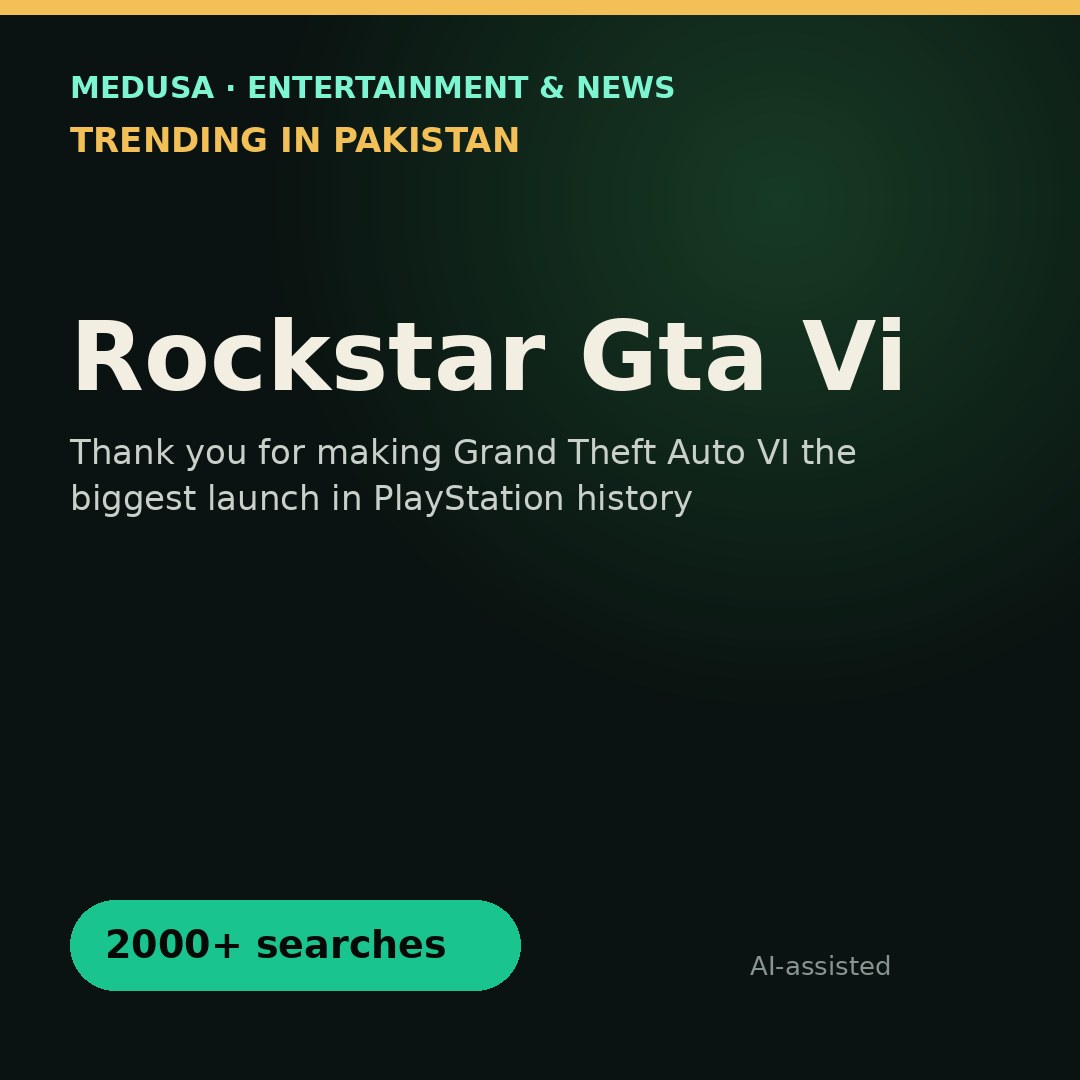 MEDUSA · ENTERTAINMENT & NEWS
TRENDING IN PAKISTAN
Rockstar Gta Vi
Thank you for making Grand Theft Auto VI the
biggest launch in PlayStation history
2000+ searches
AI-assisted